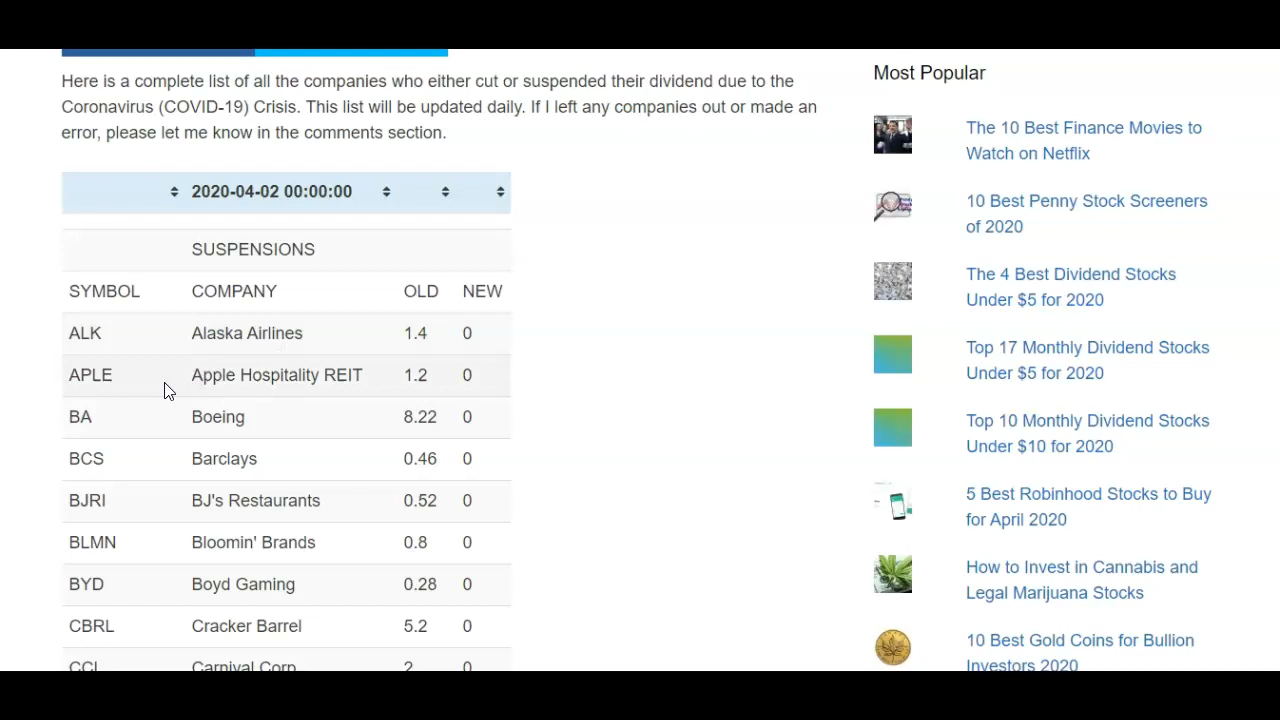 Here is a complete list of all the companies who either cut or suspended their dividend due to the
Coronavirus (COVID-19) Crisis. This list will be updated daily. If I left any companies out or made an
error, please let me know in the comments section.
2020-04-02 00:00:00
SUSPENSIONS
SYMBOL COMPANY OLD NEW
ALK Alaska Airlines 1.4 0
APLE Apple Hospitality REIT 1.2 0
BA Boeing 8.22 0
BCS Barclays 0.46 0
BJRI BJ's Restaurants 0.52 0
BLMN Bloomin' Brands 0.8 0
BYD Boyd Gaming 0.28 0
CBRL Cracker Barrel 5.2 0
CCL Carnival Corp 2 0
Most Popular
The 10 Best Finance Movies to
Watch on Netflix
10 Best Penny Stock Screeners
of 2020
The 4 Best Dividend Stocks
Under $5 for 2020
Top 17 Monthly Dividend Stocks
Under $5 for 2020
Top 10 Monthly Dividend Stocks
Under $10 for 2020
5 Best Robinhood Stocks to Buy
for April 2020
How to Invest in Cannabis and
Legal Marijuana Stocks
10 Best Gold Coins for Bullion
Investors 2020